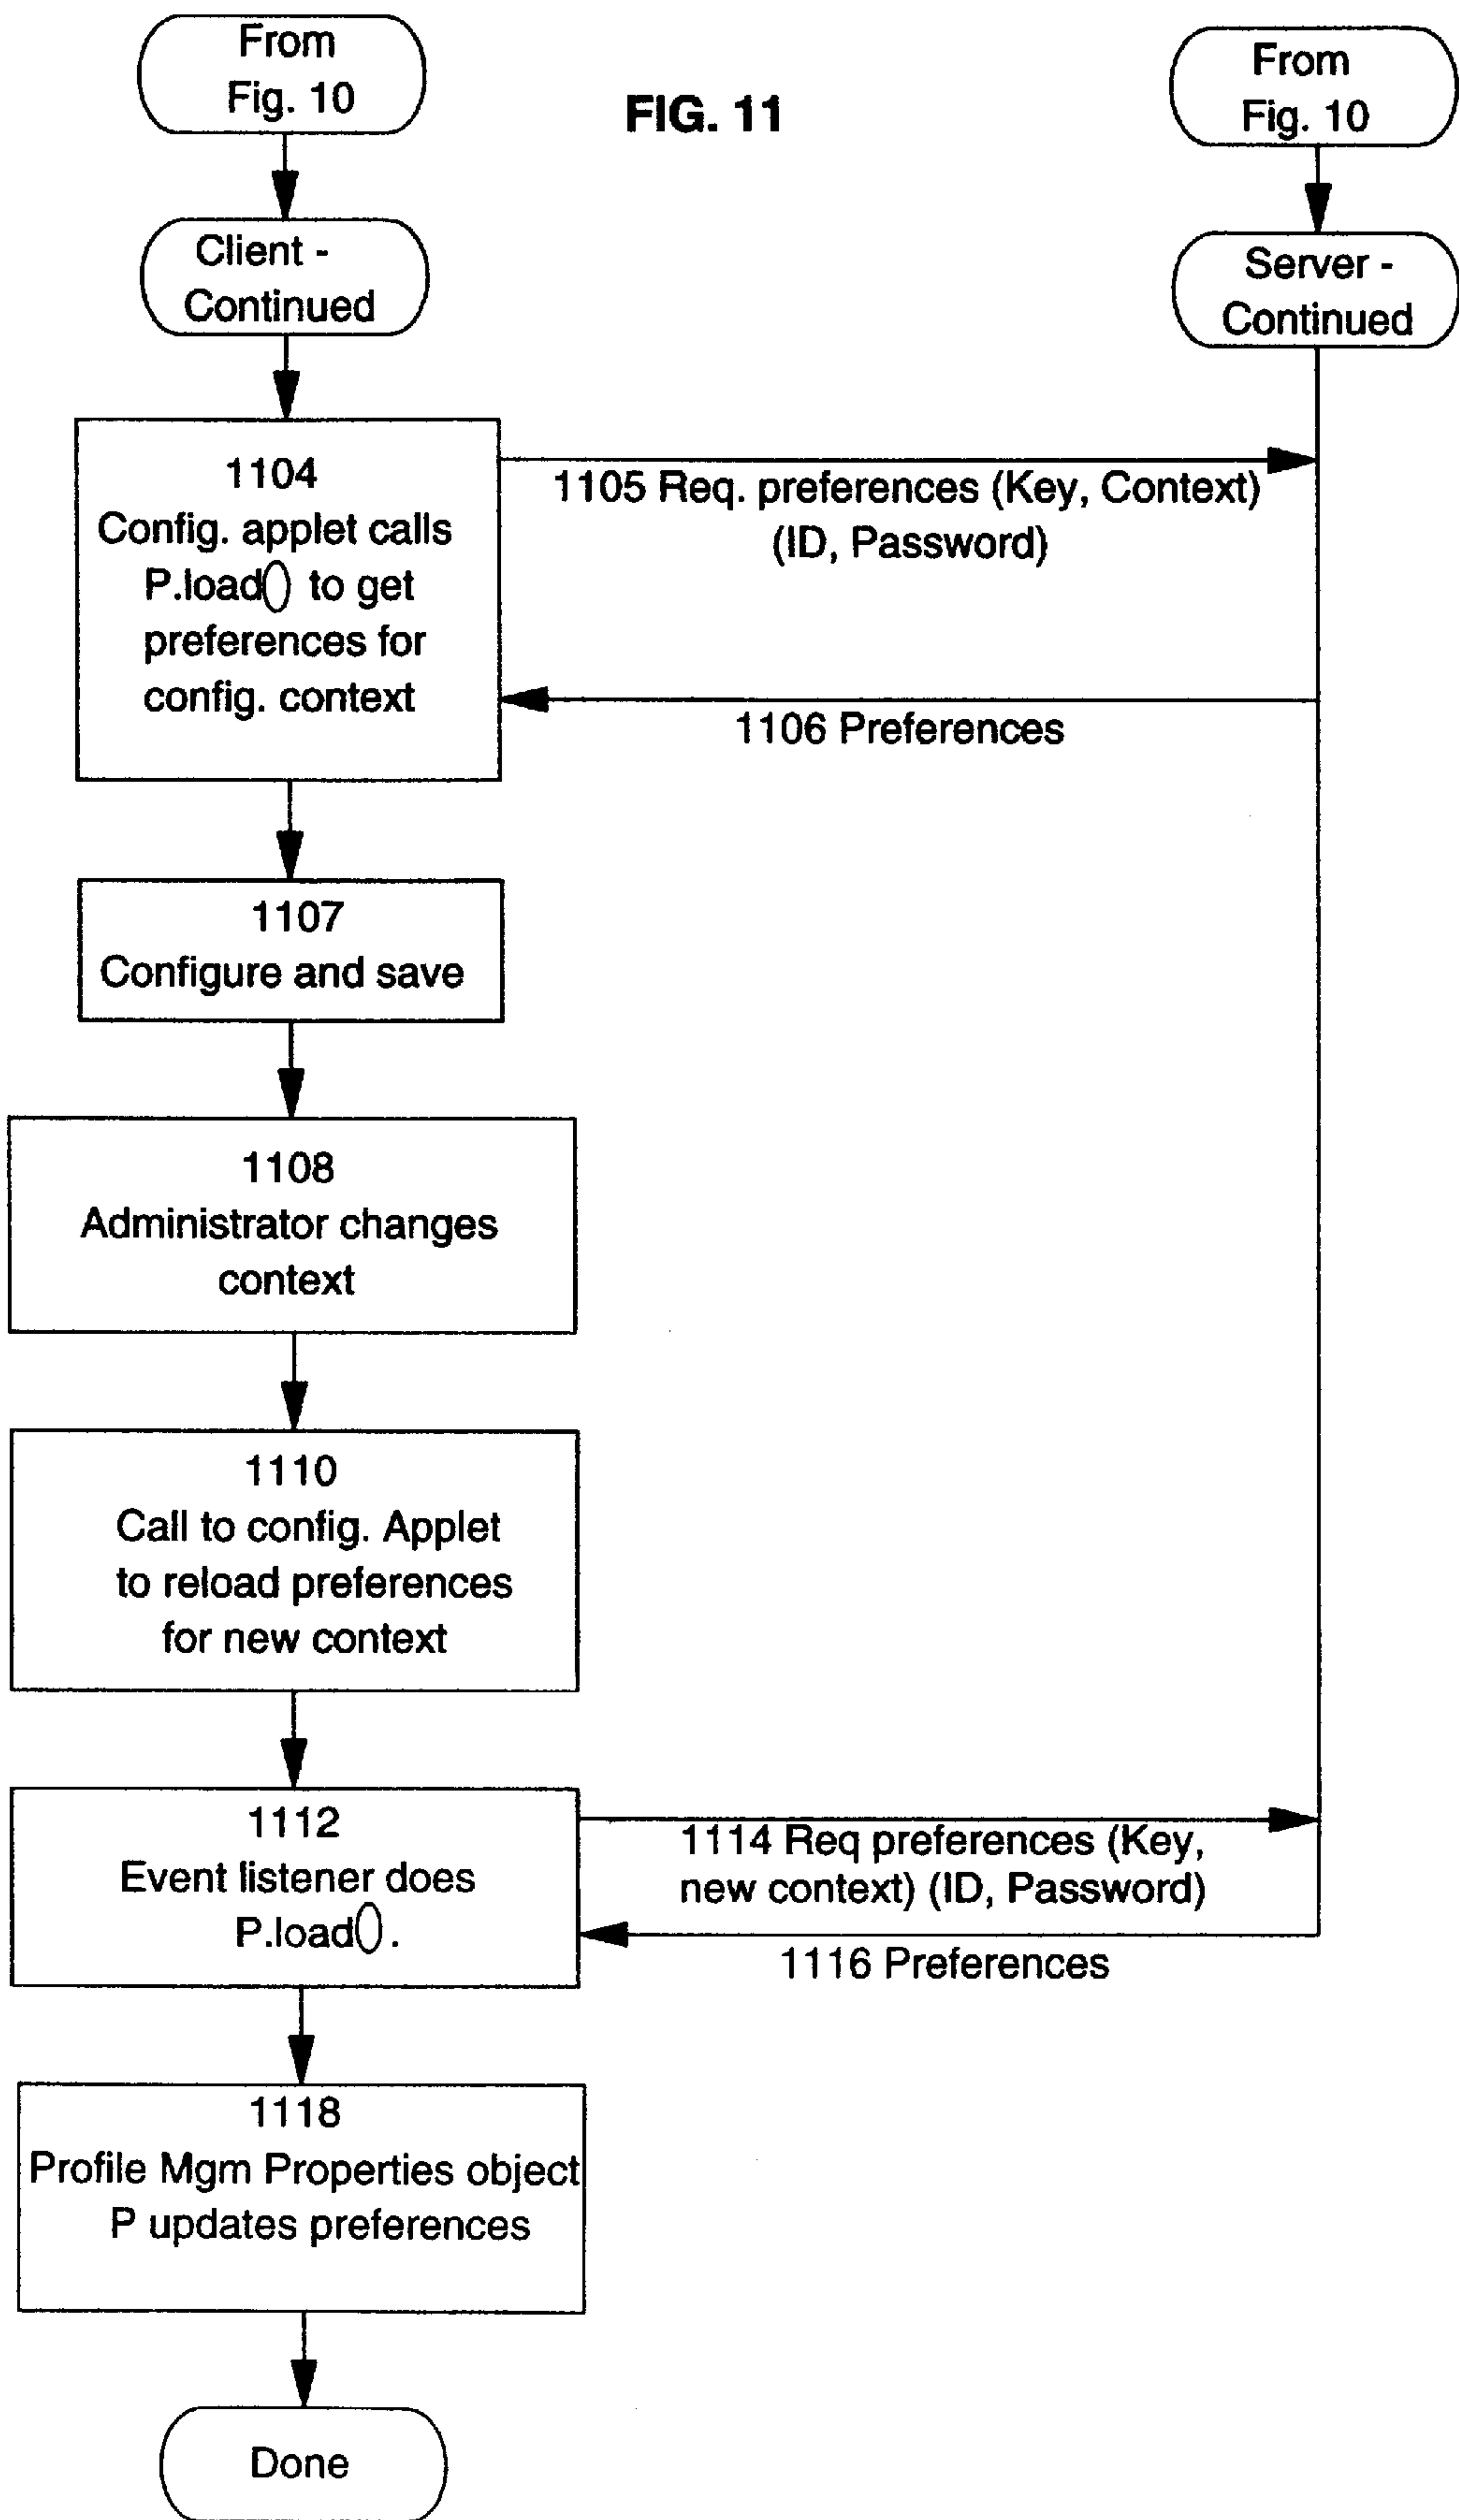 From
Fig. 10
FIG. 11
From
Fig. 10
Client -
Continued
Server -
Continued
1104
Config. applet calls
P.load() to get
preferences for
config. context
1105 Req. preferences (Key, Context)
(ID, Password)
1106 Preferences
1107
Configure and save
1108
Administrator changes
context
1110
Call to config. Applet
to reload preferences
for new context
1112
Event listener does
P.load().
1114 Req preferences (Key,
new context) (ID, Password)
1116 Preferences
1118
Profile Mgm Properties object
P updates preferences
Done